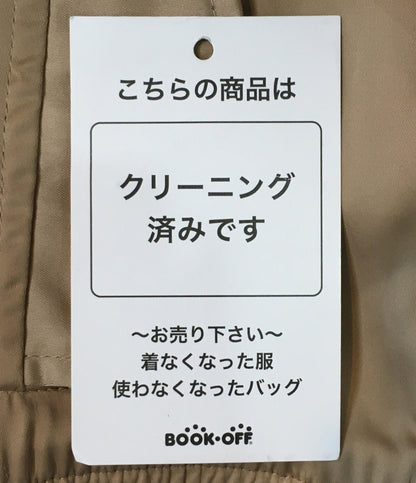 こちらの商品は
クリーニング
済みです
～お売り下さい～
着なくなった服
使わなくなったバッグ
BOOK・OFF